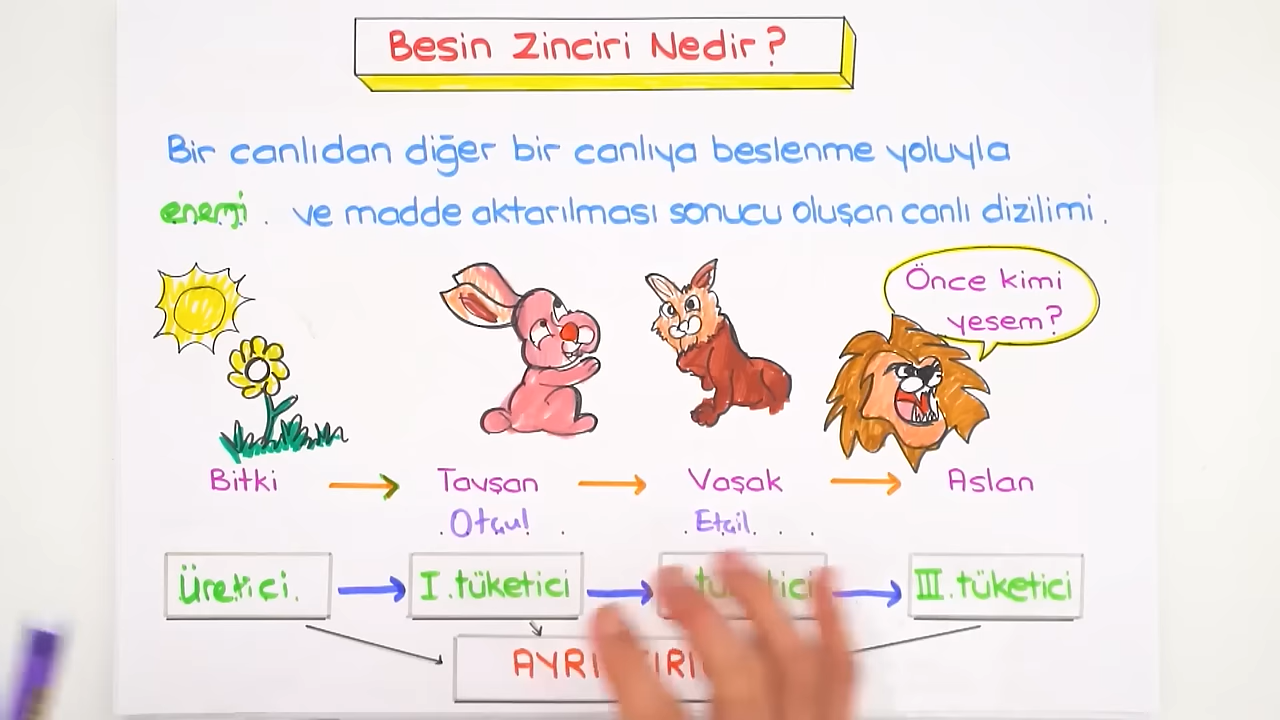 Besin Zinciri Nedir?
Bir canlıdan diğer bir canlıya beslenme yoluyla
enerji . ve madde aktarılması sonucu oluşan canlı dizilimi .
Önce kimi
yesem?
Bitki → Tavşan → Vaşak → Aslan
. Otçul . . Etçil . . .
Üretici . → I . tüketici → → III . tüketici